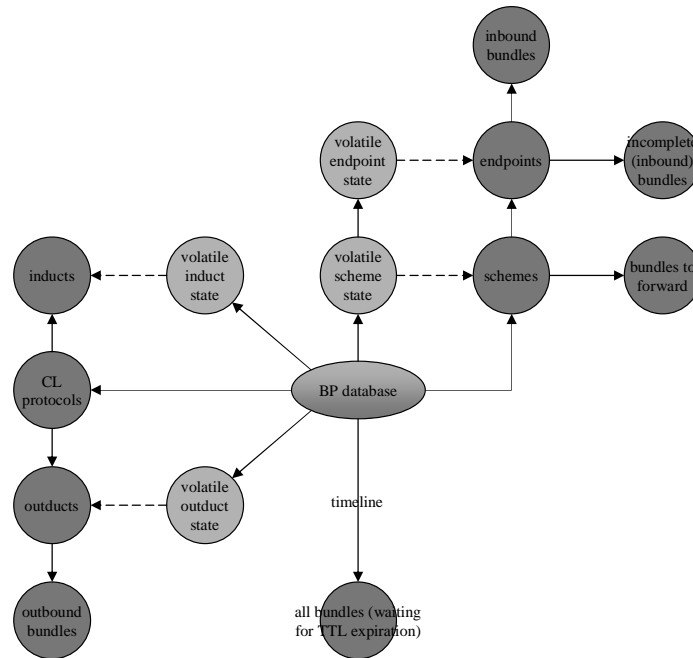 inbound
bundles
volatile
endpoint
state
endpoints
incomplete
(inbound)
bundles
inducts
volatile
induct
state
volatile
scheme
state
schemes
bundles to
forward
CL
protocols
BP database
outducts
volatile
outduct
state
timeline
outbound
bundles
all bundles (waiting
for TTL expiration)